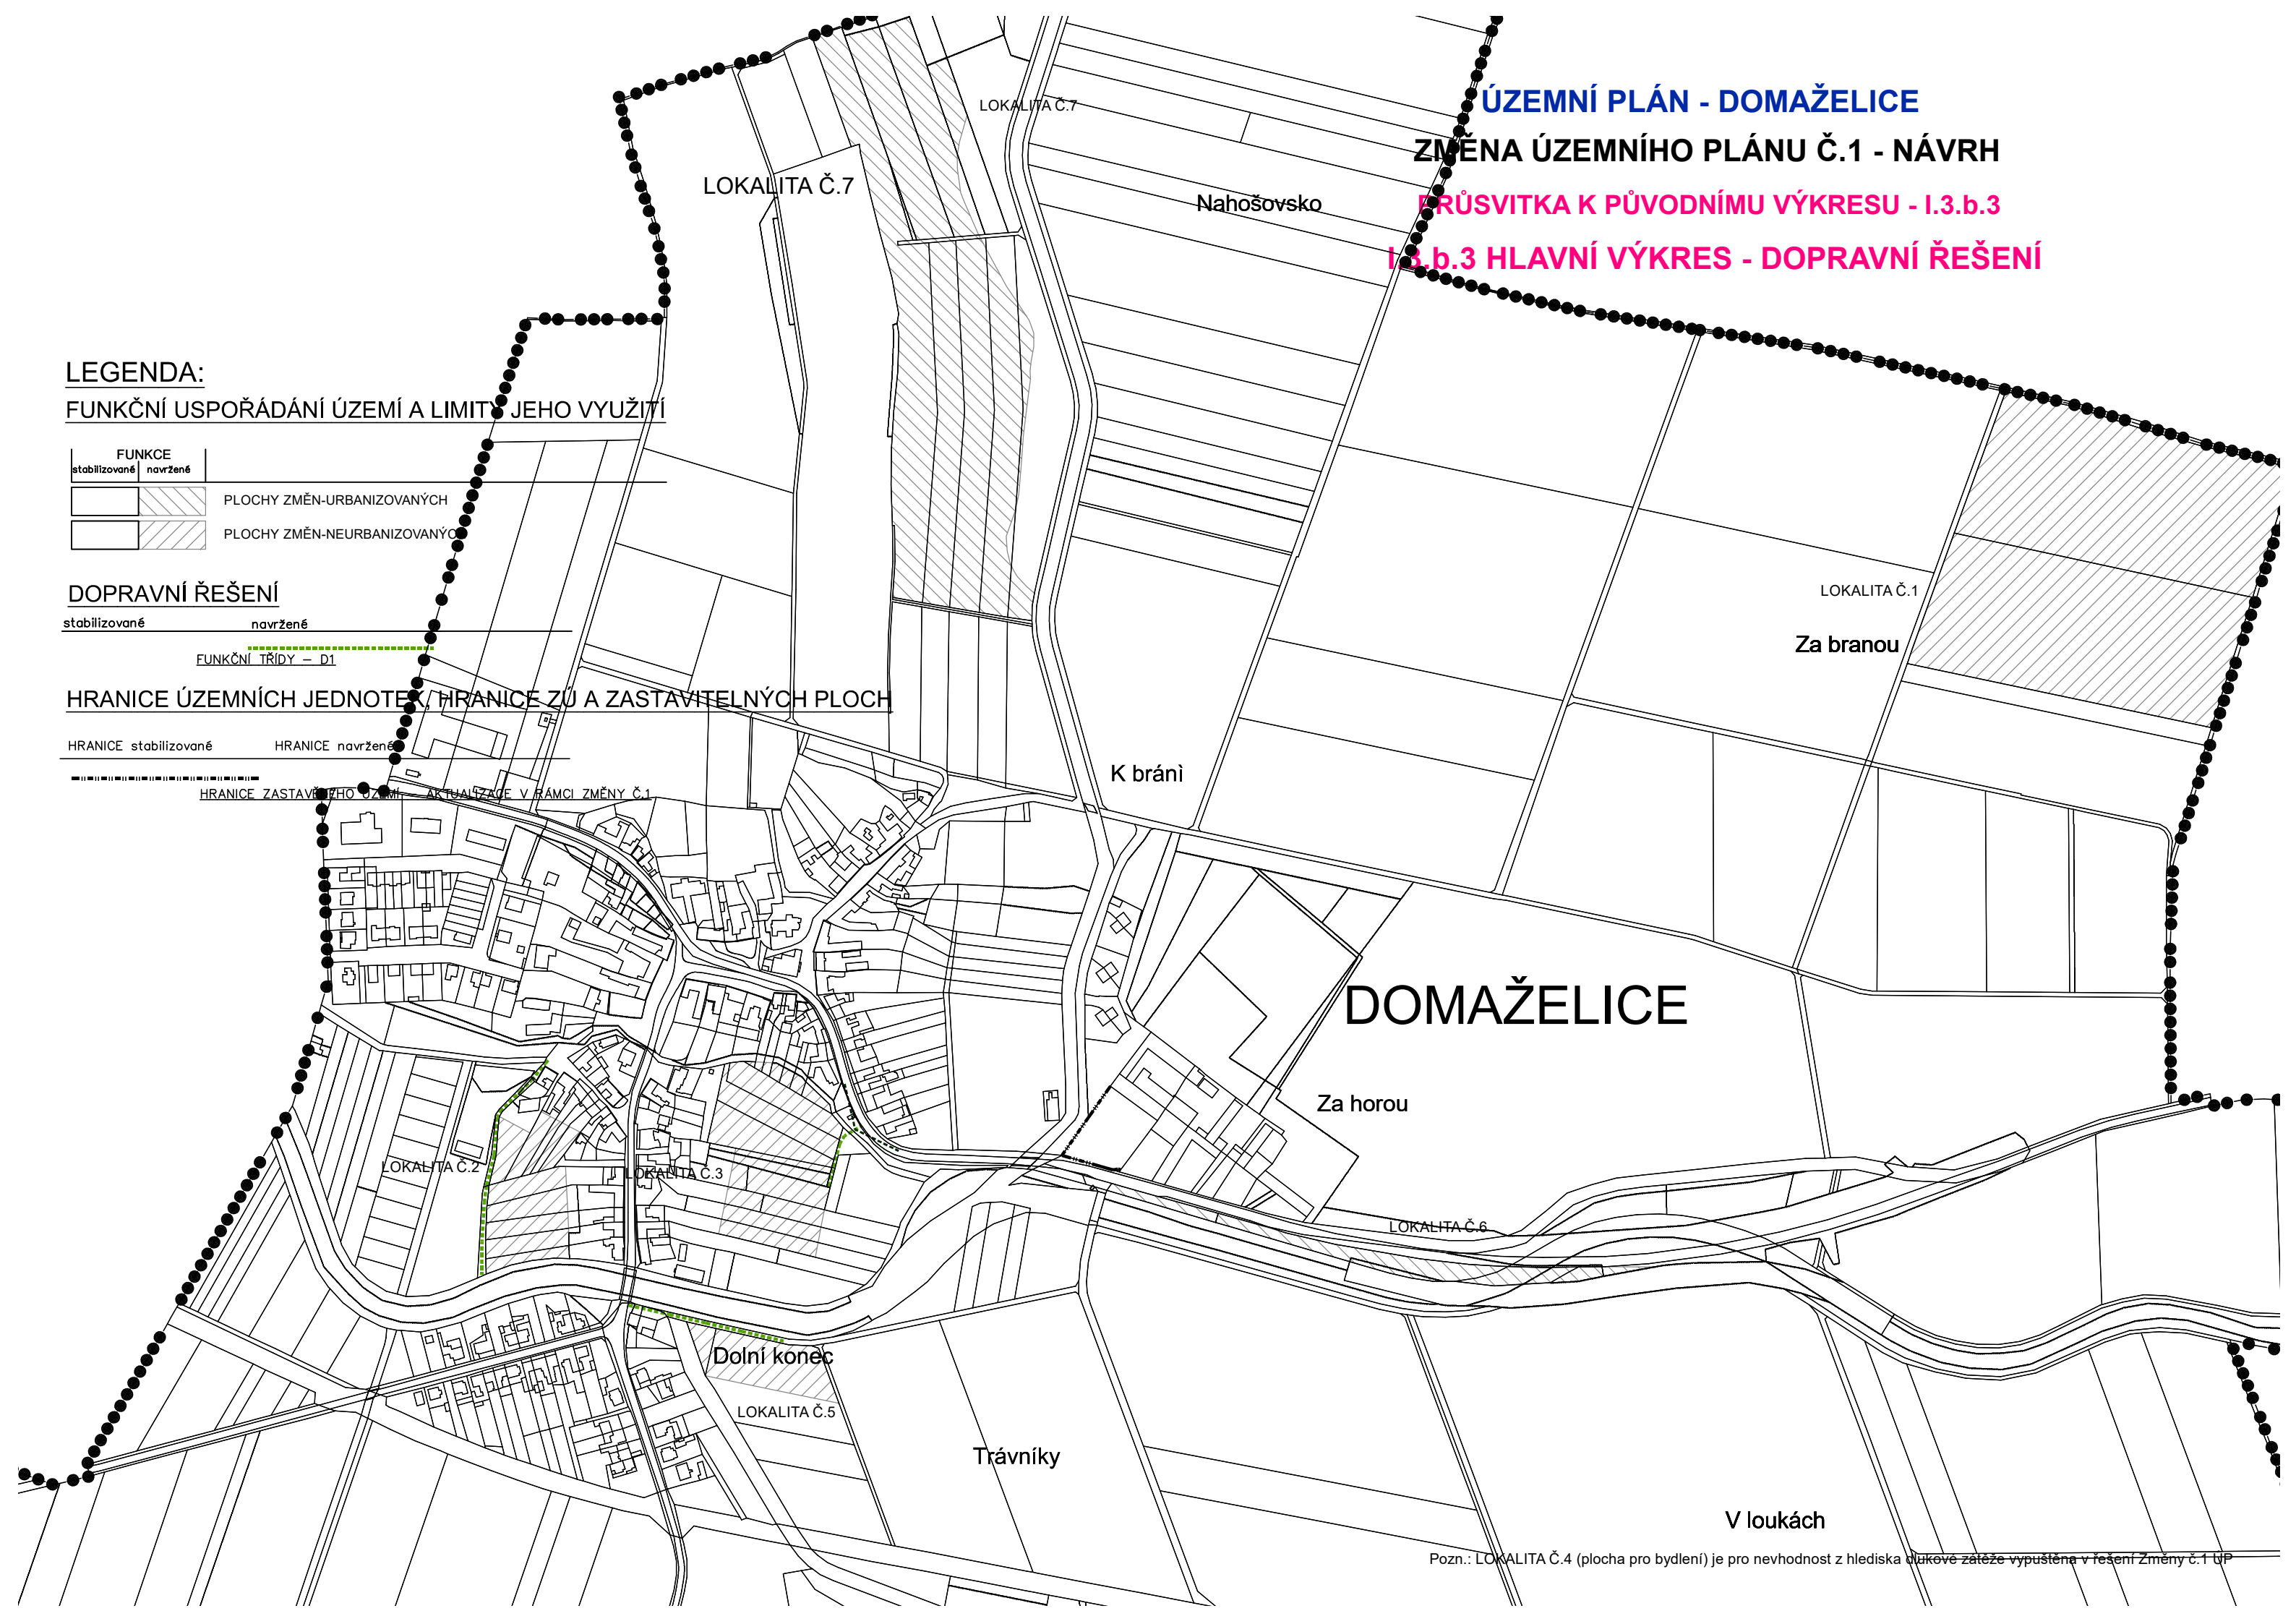 ÚZEMNÍ PLÁN - DOMAŽELICE
ZMĚNA ÚZEMNÍHO PLÁNU Č.1 - NÁVRH
PRŮSVITKA K PŮVODNÍMU VÝKRESU - I.3.b.3
I.3.b.3 HLAVNÍ VÝKRES - DOPRAVNÍ ŘEŠENÍ
LOKALITA Č.7
LOKALITA Č.7
Nahošovsko
LEGENDA:
FUNKČNÍ USPOŘÁDÁNÍ ÚZEMÍ A LIMITY JEHO VYUŽITÍ
FUNKCE
stabilizované navržené
PLOCHY ZMĚN-URBANIZOVANÝCH
PLOCHY ZMĚN-NEURBANIZOVANÝCH
DOPRAVNÍ ŘEŠENÍ
stabilizované navržené
FUNKČNÍ TŘÍDY – D1
HRANICE ÚZEMNÍCH JEDNOTEK, HRANICE ZÚ A ZASTAVITELNÝCH PLOCH
HRANICE stabilizované HRANICE navržené
HRANICE ZASTAVĚNÉHO ÚZEMÍ – AKTUALIZACE V RÁMCI ZMĚNY Č.1
LOKALITA Č.1
Za branou
K bránì
DOMAŽELICE
Za horou
LOKALITA Č.2
LOKALITA Č.3
LOKALITA Č.6
Dolní konec
LOKALITA Č.5
Trávníky
V loukách
Pozn.: LOKALITA Č.4 (plocha pro bydlení) je pro nevhodnost z hlediska hlukové zátěže vypuštěna v řešení Změny č.1 ÚP